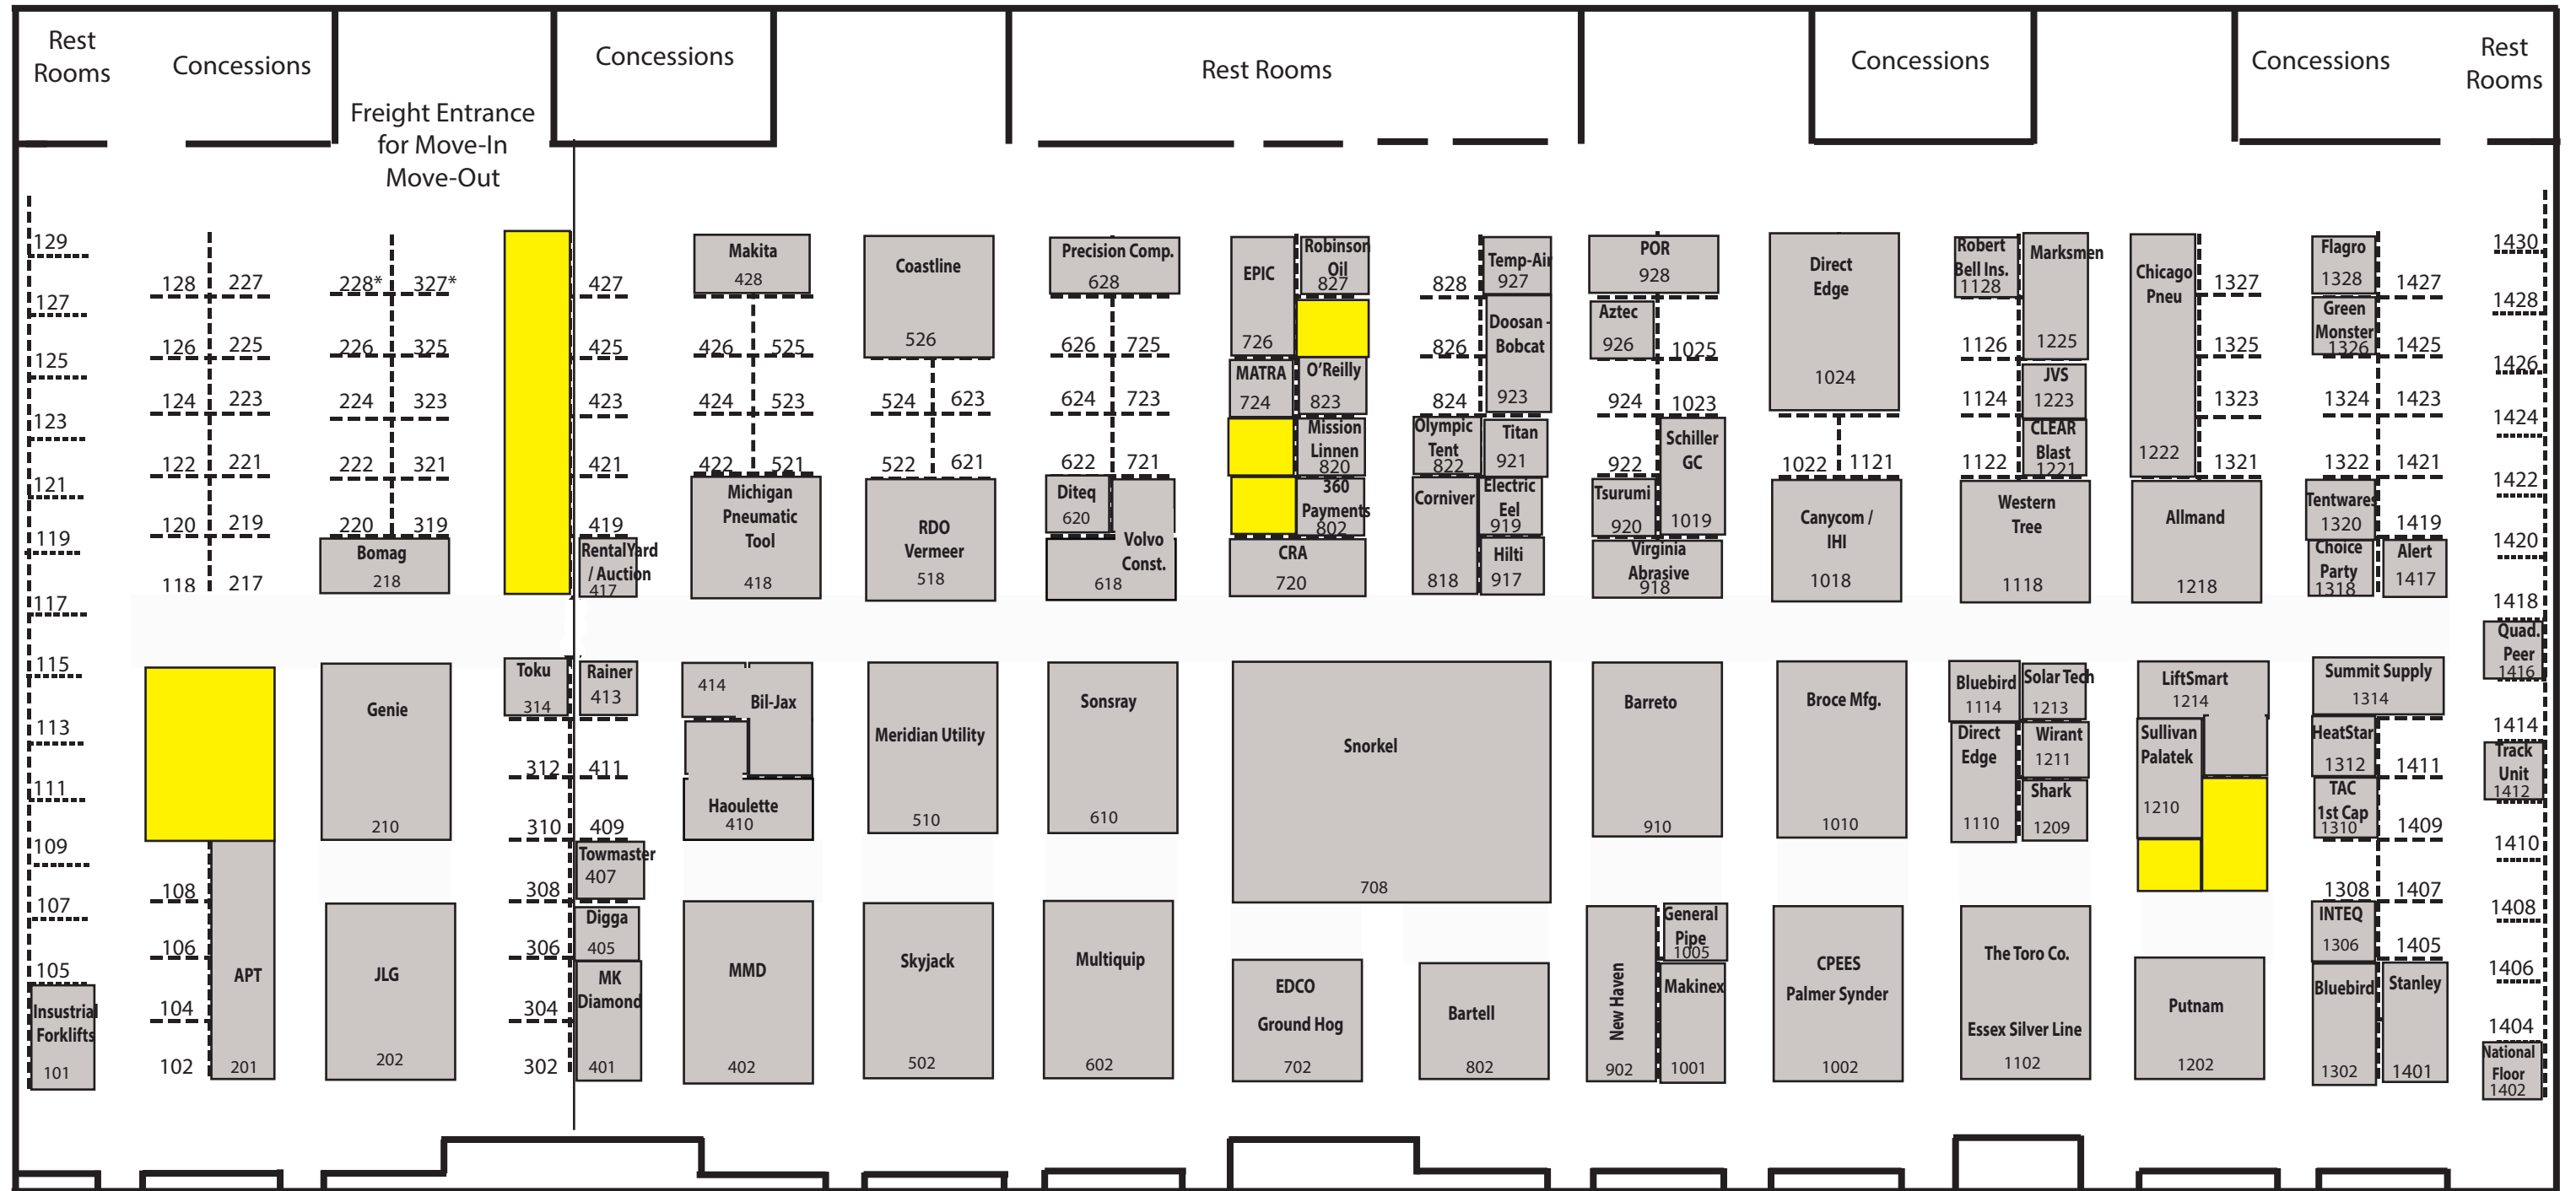 Rest
Rooms
Concessions
Freight Entrance
for Move-In
Move-Out
Concessions
Rest Rooms
Concessions
Concessions
Rest
Rooms
129
127
125
123
121
119
117
115
113
111
109
107
105
Insustrial
Forklifts
101
128 227
126 225
124 223
122 221
120 219
118 217
108
106
104
102
APT
201
228* 327*
226 325
224 323
222 321
220 319
Bomag
218
Genie
210
JLG
202
427
425
423
421
419
RentalYard
/ Auction
417
Toku
314
Rainer
413
312 411
310 409
Towmaster
407
308
Digga
405
306
MK
Diamond
401
304
302
Makita
428
426 525
424 523
422 521
Michigan
Pneumatic
Tool
418
414
Bil-Jax
Haoulette
410
MMD
402
Coastline
526
524 623
522 621
RDO
Vermeer
518
Meridian Utility
510
Skyjack
502
Precision Comp.
628
626 725
624 723
622 721
Diteq
620
Volvo
Const.
618
Sonsray
610
Multiquip
602
EPIC
726
Robinson
Oil
827
MATRA
724
O'Reilly
823
Mission
Linnen
820
360
Payments
802
CRA
720
Snorkel
708
EDCO
Ground Hog
702
828
826
824
Temp-Air
927
Doosan -
Bobcat
923
Olympic
Tent
822
Titan
921
Corniver
818
Electric
Eel
919
Hilti
917
Bartell
802
POR
928
Aztec
926
1025
924 1023
922
Schiller
GC
1019
Tsurumi
920
Virginia
Abrasive
918
Barreto
910
New Haven
902
General
Pipe
1005
Makinex
1001
Direct
Edge
1024
1022 1121
Canycom /
IHI
1018
Broce Mfg.
1010
CPEES
Palmer Synder
1002
Robert
Bell Ins.
1128
Marksmen
1225
1126
1124
1122
JVS
1223
CLEAR
Blast
1221
Western
Tree
1118
Bluebird
1114
Solar Tech
1213
Direct
Edge
1110
Wirant
1211
Shark
1209
The Toro Co.
Essex Silver Line
1102
Chicago
Pneu
1222
1327
1325
1323
1321
Allmand
1218
LiftSmart
1214
Sullivan
Palatek
1210
Putnam
1202
Flagro
1328
1427
Green
Monster
1326
1425
1324 1423
1322 1421
Tentwares
1320
1419
Choice
Party
1318
Alert
1417
Summit Supply
1314
HeatStar
1312
1411
TAC
1st Cap
1310
1409
1308 1407
INTEQ
1306
1405
Bluebird
1302
Stanley
1401
1430
1428
1426
1424
1422
1420
1418
Quad.
Peer
1416
1414
Track
Unit
1412
1410
1408
1406
1404
National
Floor
1402